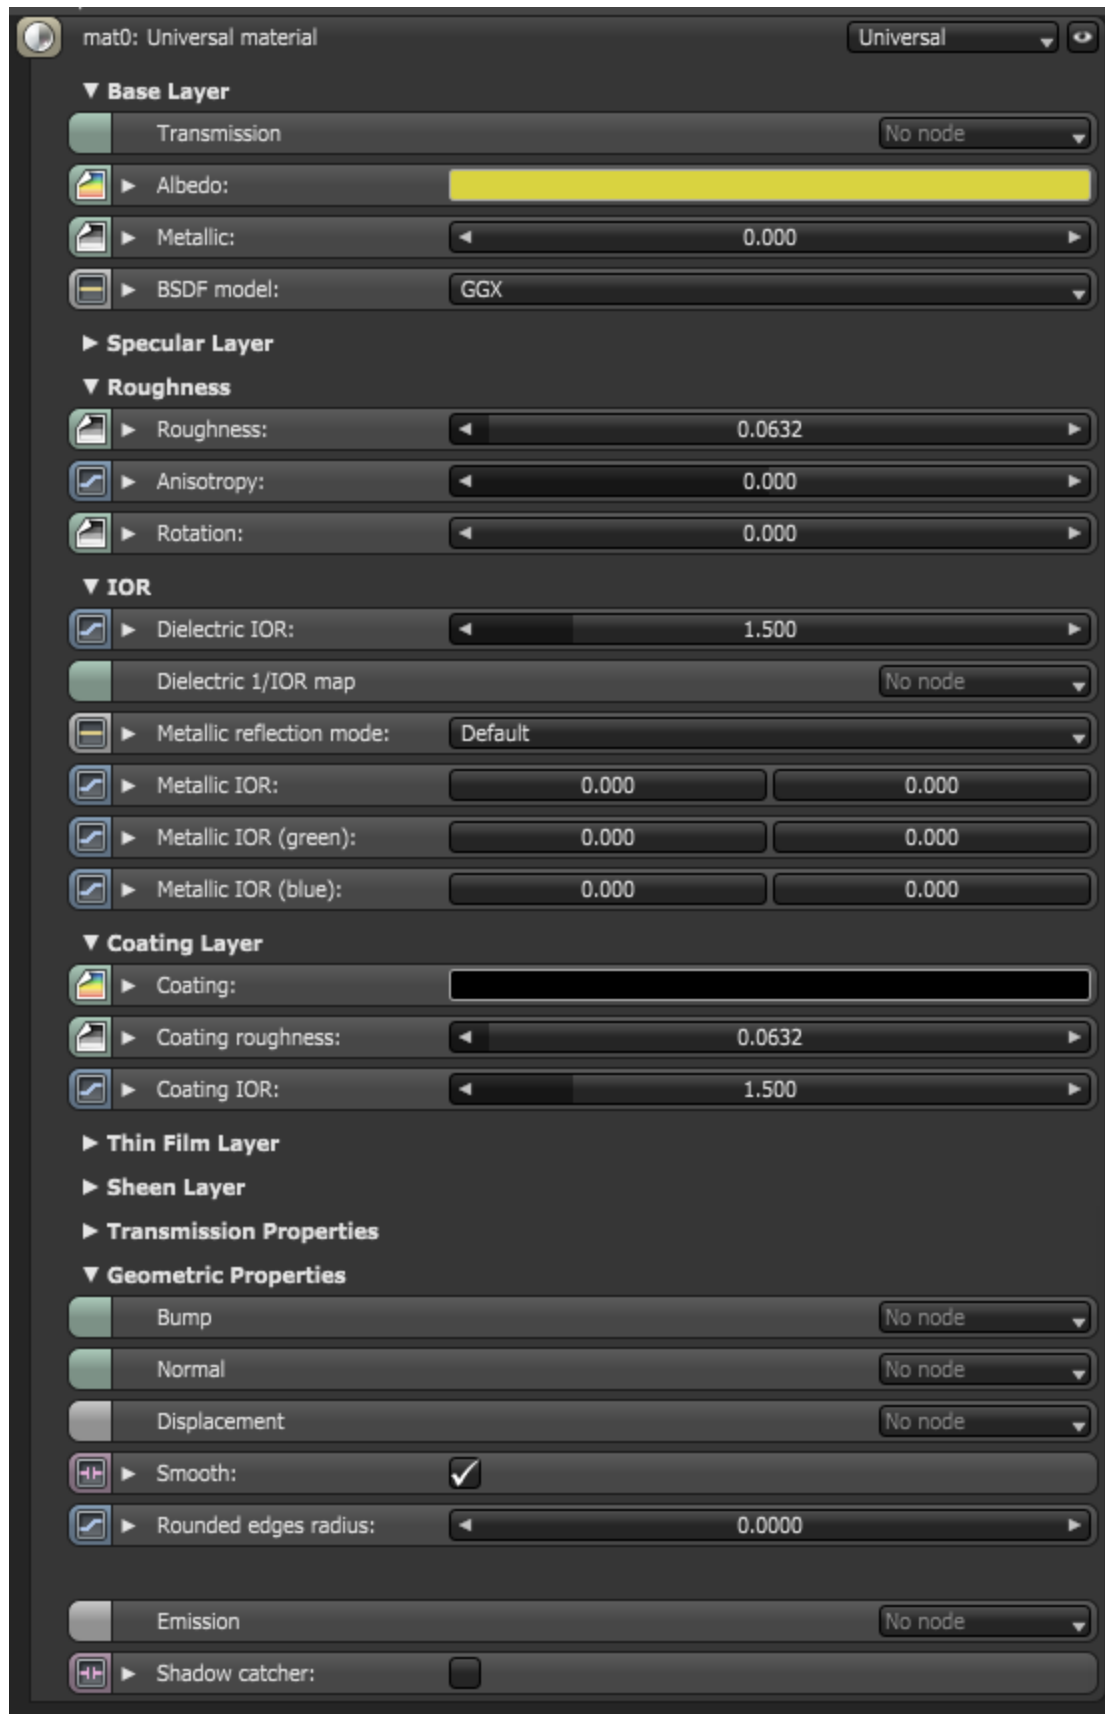 mat0: Universal material Universal
Base Layer
Transmission No node
Albedo:
Metallic: 0.000
BSDF model: GGX
Specular Layer
Roughness
Roughness: 0.0632
Anisotropy: 0.000
Rotation: 0.000
IOR
Dielectric IOR: 1.500
Dielectric 1/IOR map No node
Metallic reflection mode: Default
Metallic IOR: 0.000 0.000
Metallic IOR (green): 0.000 0.000
Metallic IOR (blue): 0.000 0.000
Coating Layer
Coating:
Coating roughness: 0.0632
Coating IOR: 1.500
Thin Film Layer
Sheen Layer
Transmission Properties
Geometric Properties
Bump No node
Normal No node
Displacement No node
Smooth:
Rounded edges radius: 0.0000
Emission No node
Shadow catcher: